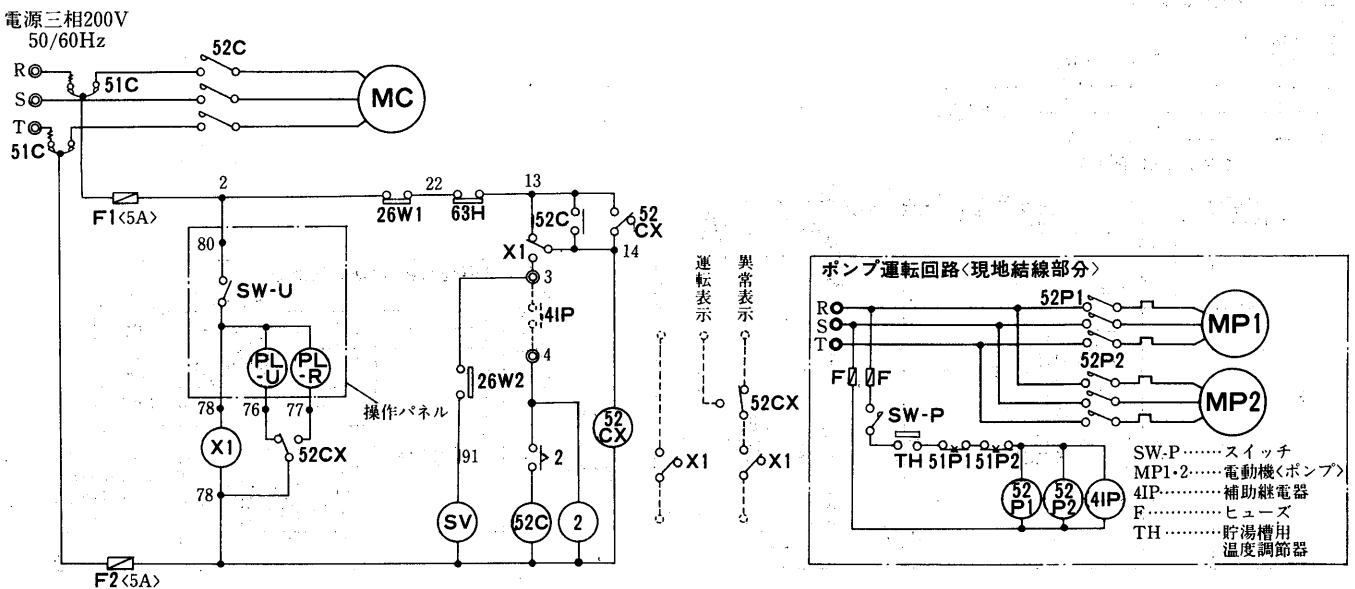 電源三相200V
50/60Hz
R
S
T
51C
51C
52C
MC
F1<5A>
2
26W1
22
63H
13
52C
52
CX
14
X1
3
4IP
4
80
SW-U
PL
-U
PL
-R
操作パネル
78
76
77
X1
52CX
78
26W2
91
2
52
CX
SV
52C
2
F2<5A>
運転表示
異常表示
52CX
X1
X1
ポンプ運転回路<現地結線部分>
R
S
T
52P1
MP1
52P2
MP2
F
F
SW-P
TH
51P1
51P2
52
P1
52
P2
4IP
SW-P……スイッチ
MP1・2……電動機<ポンプ>
4IP…………補助継電器
F……………ヒューズ
TH…………貯湯槽用
温度調節器